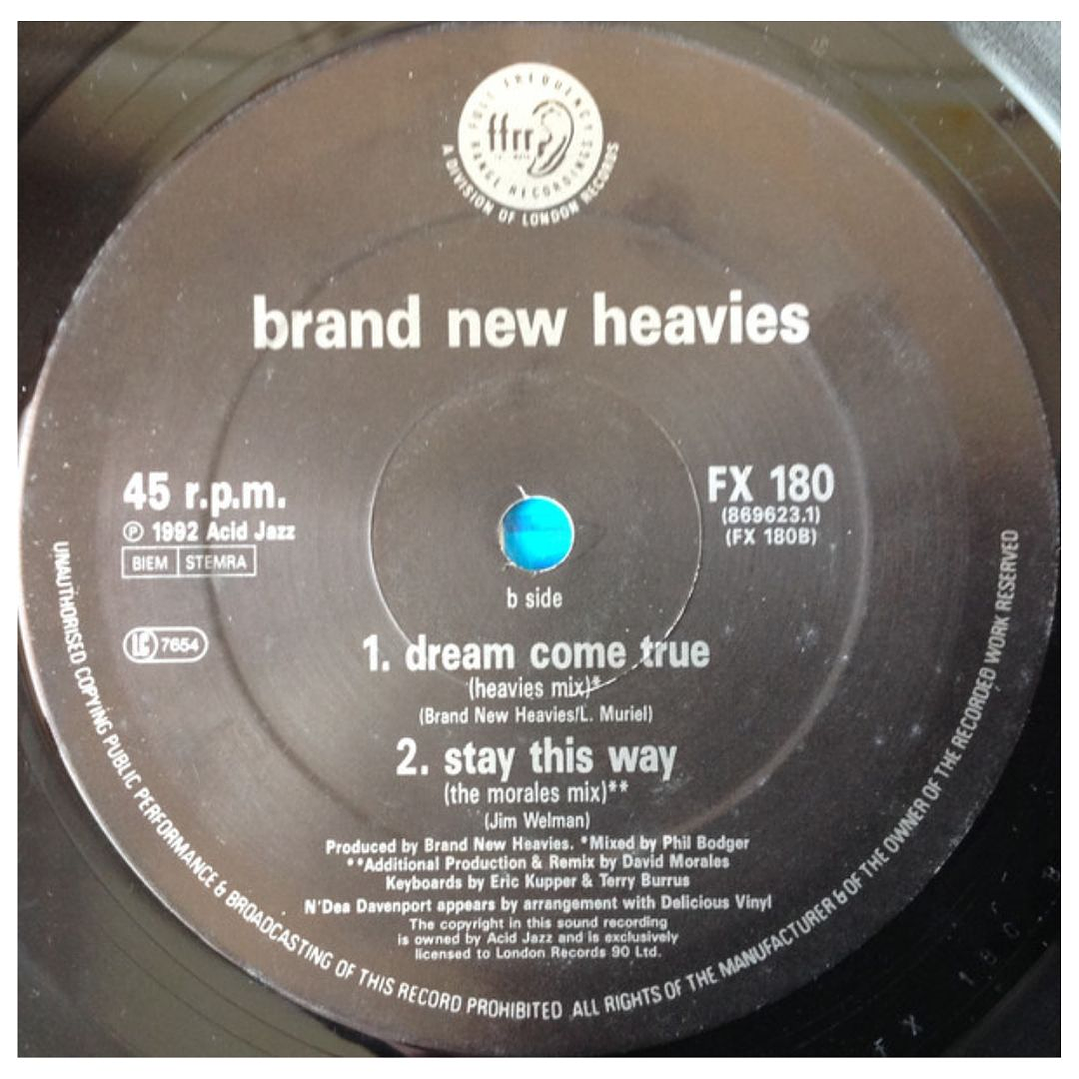 FULL FREQUENCY RANGE RECORDINGS
ffrr
A DIVISION OF LONDON RECORDS
brand new heavies
45 r.p.m.
℗ 1992 Acid Jazz
BIEM STEMRA
LC 7654
FX 180
(869623.1)
(FX 180B)
b side
1. dream come true
(heavies mix)*
(Brand New Heavies/L. Muriel)
2. stay this way
(the morales mix)**
(Jim Welman)
Produced by Brand New Heavies. *Mixed by Phil Bodger
**Additional Production & Remix by David Morales
Keyboards by Eric Kupper & Terry Burrus
N'Dea Davenport appears by arrangement with Delicious Vinyl
The copyright in this sound recording
is owned by Acid Jazz and is exclusively
licensed to London Records 90 Ltd.
UNAUTHORISED COPYING PUBLIC PERFORMANCE & BROADCASTING OF THIS RECORD PROHIBITED ALL RIGHTS OF THE MANUFACTURER & OF THE OWNER OF THE RECORDED WORK RESERVED